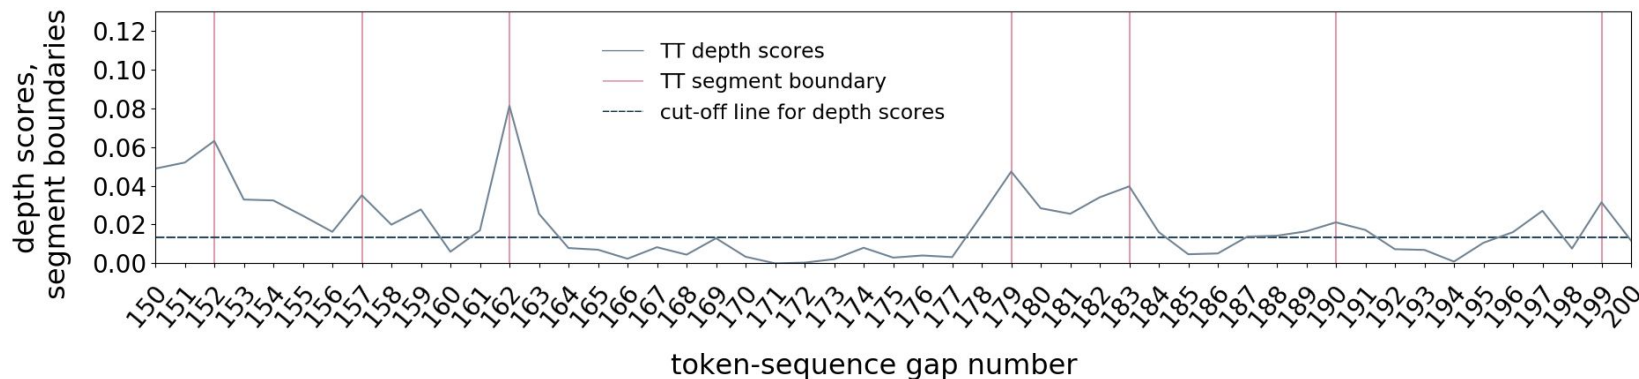 depth scores,
segment boundaries
0.12
0.10
0.08
0.06
0.04
0.02
0.00
TT depth scores
TT segment boundary
cut-off line for depth scores
150 151 152 153 154 155 156 157 158 159 160 161 162 163 164 165 166 167 168 169 170 171 172 173 174 175 176 177 178 179 180 181 182 183 184 185 186 187 188 189 190 191 192 193 194 195 196 197 198 199 200
token-sequence gap number